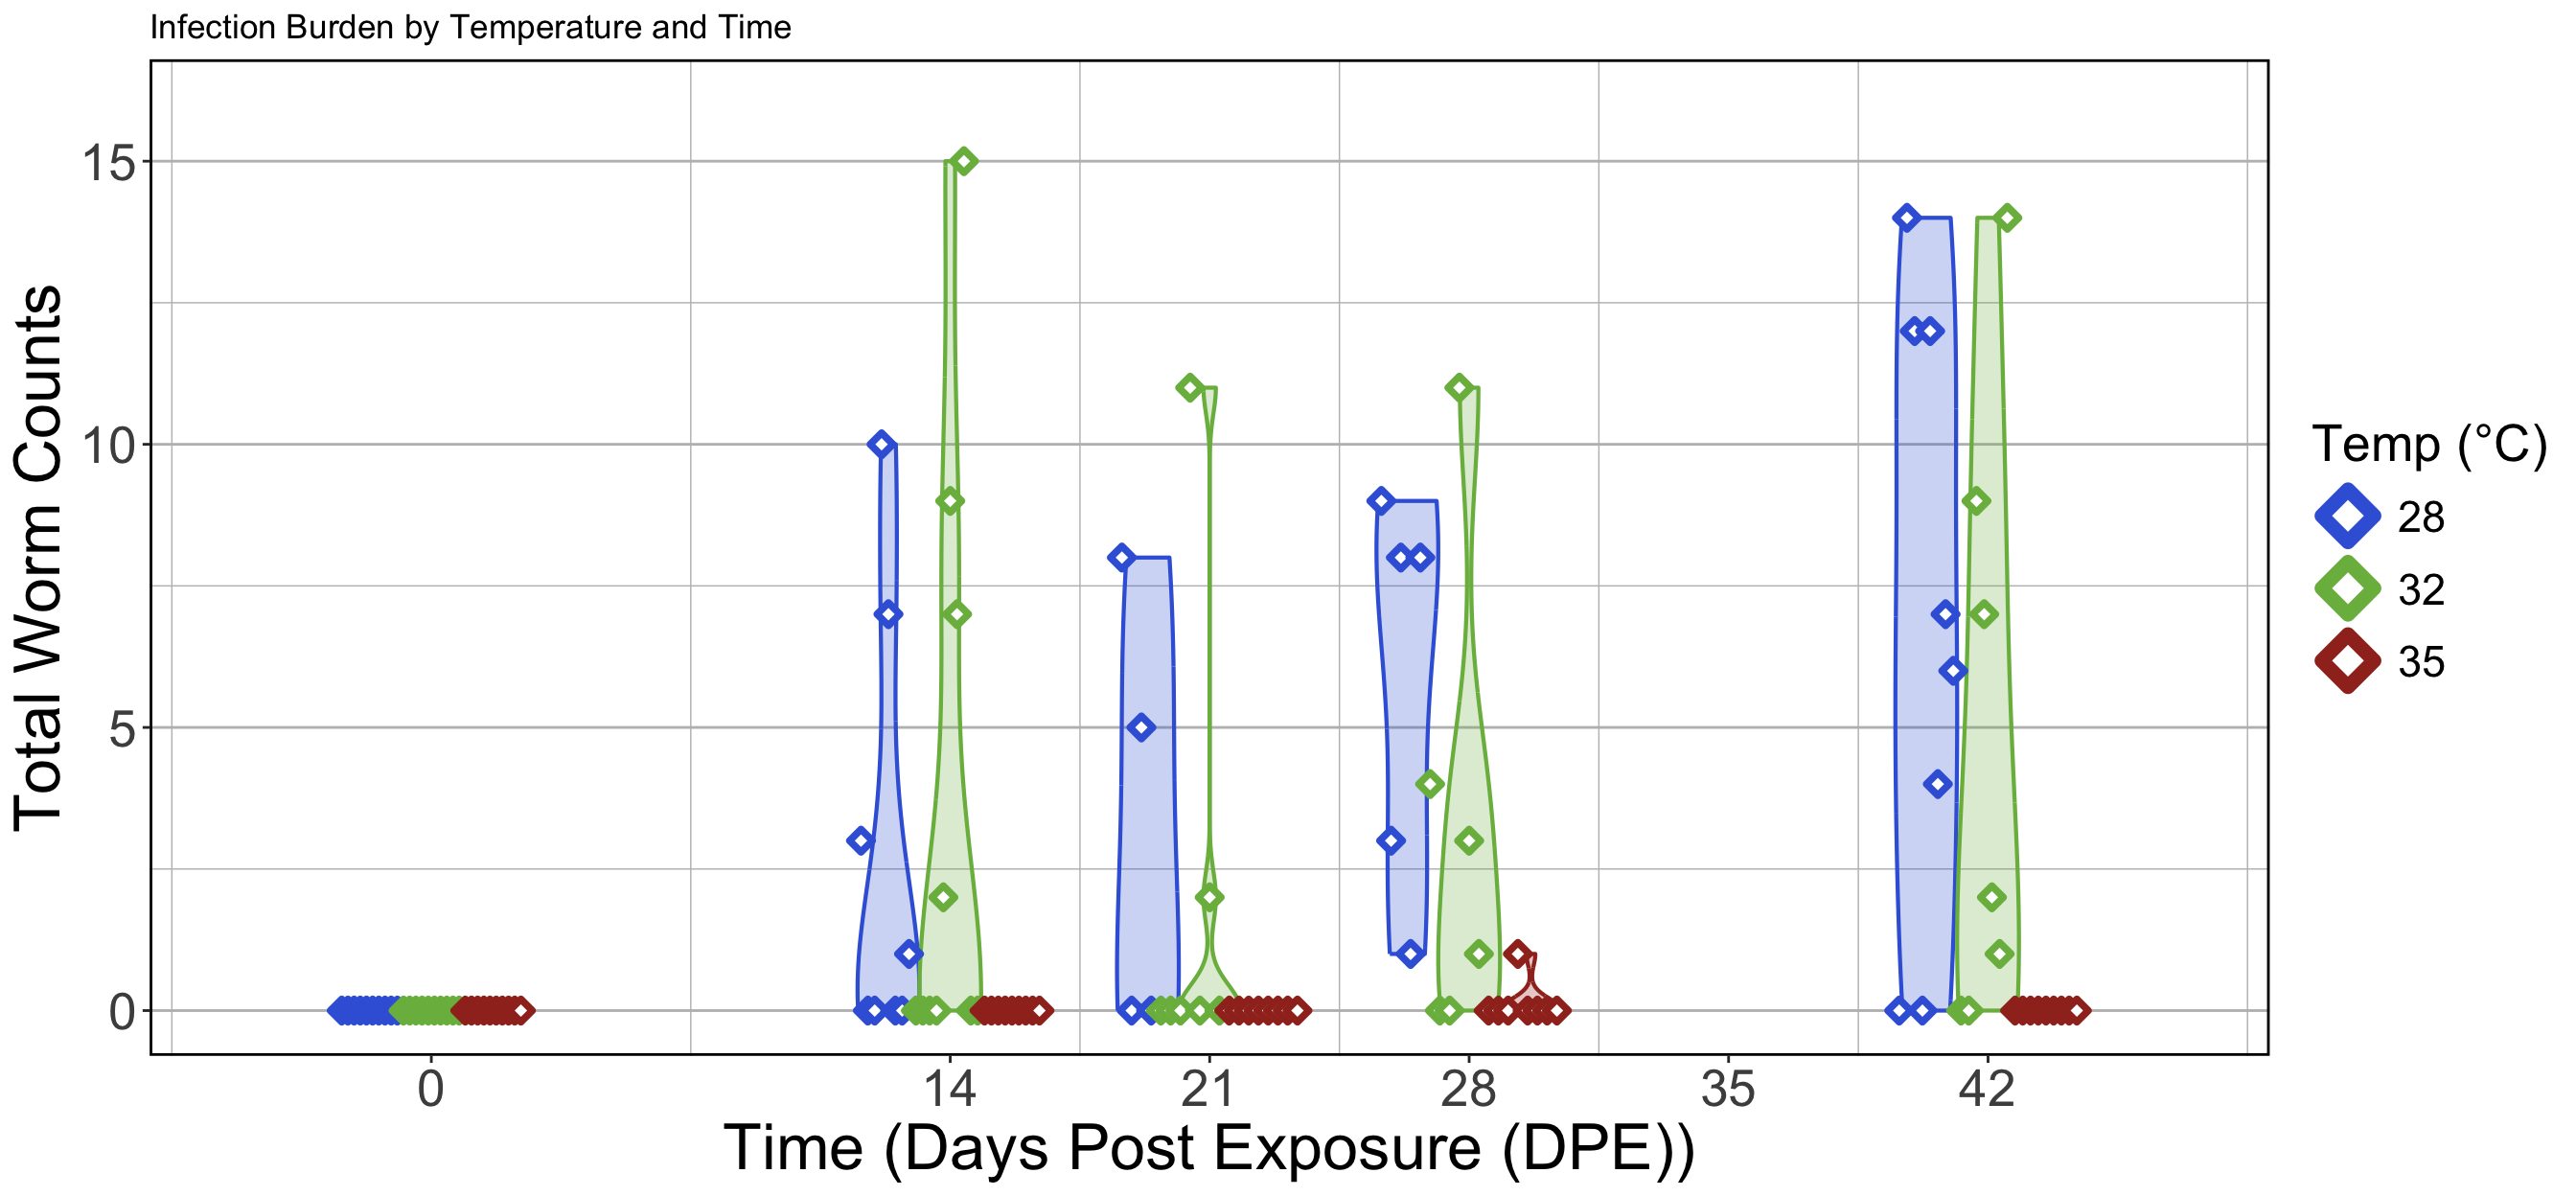 Infection Burden by Temperature and Time
Total Worm Counts
15
10
5
0
0 14 21 28 35 42
Time (Days Post Exposure (DPE))
Temp (°C)
28
32
35